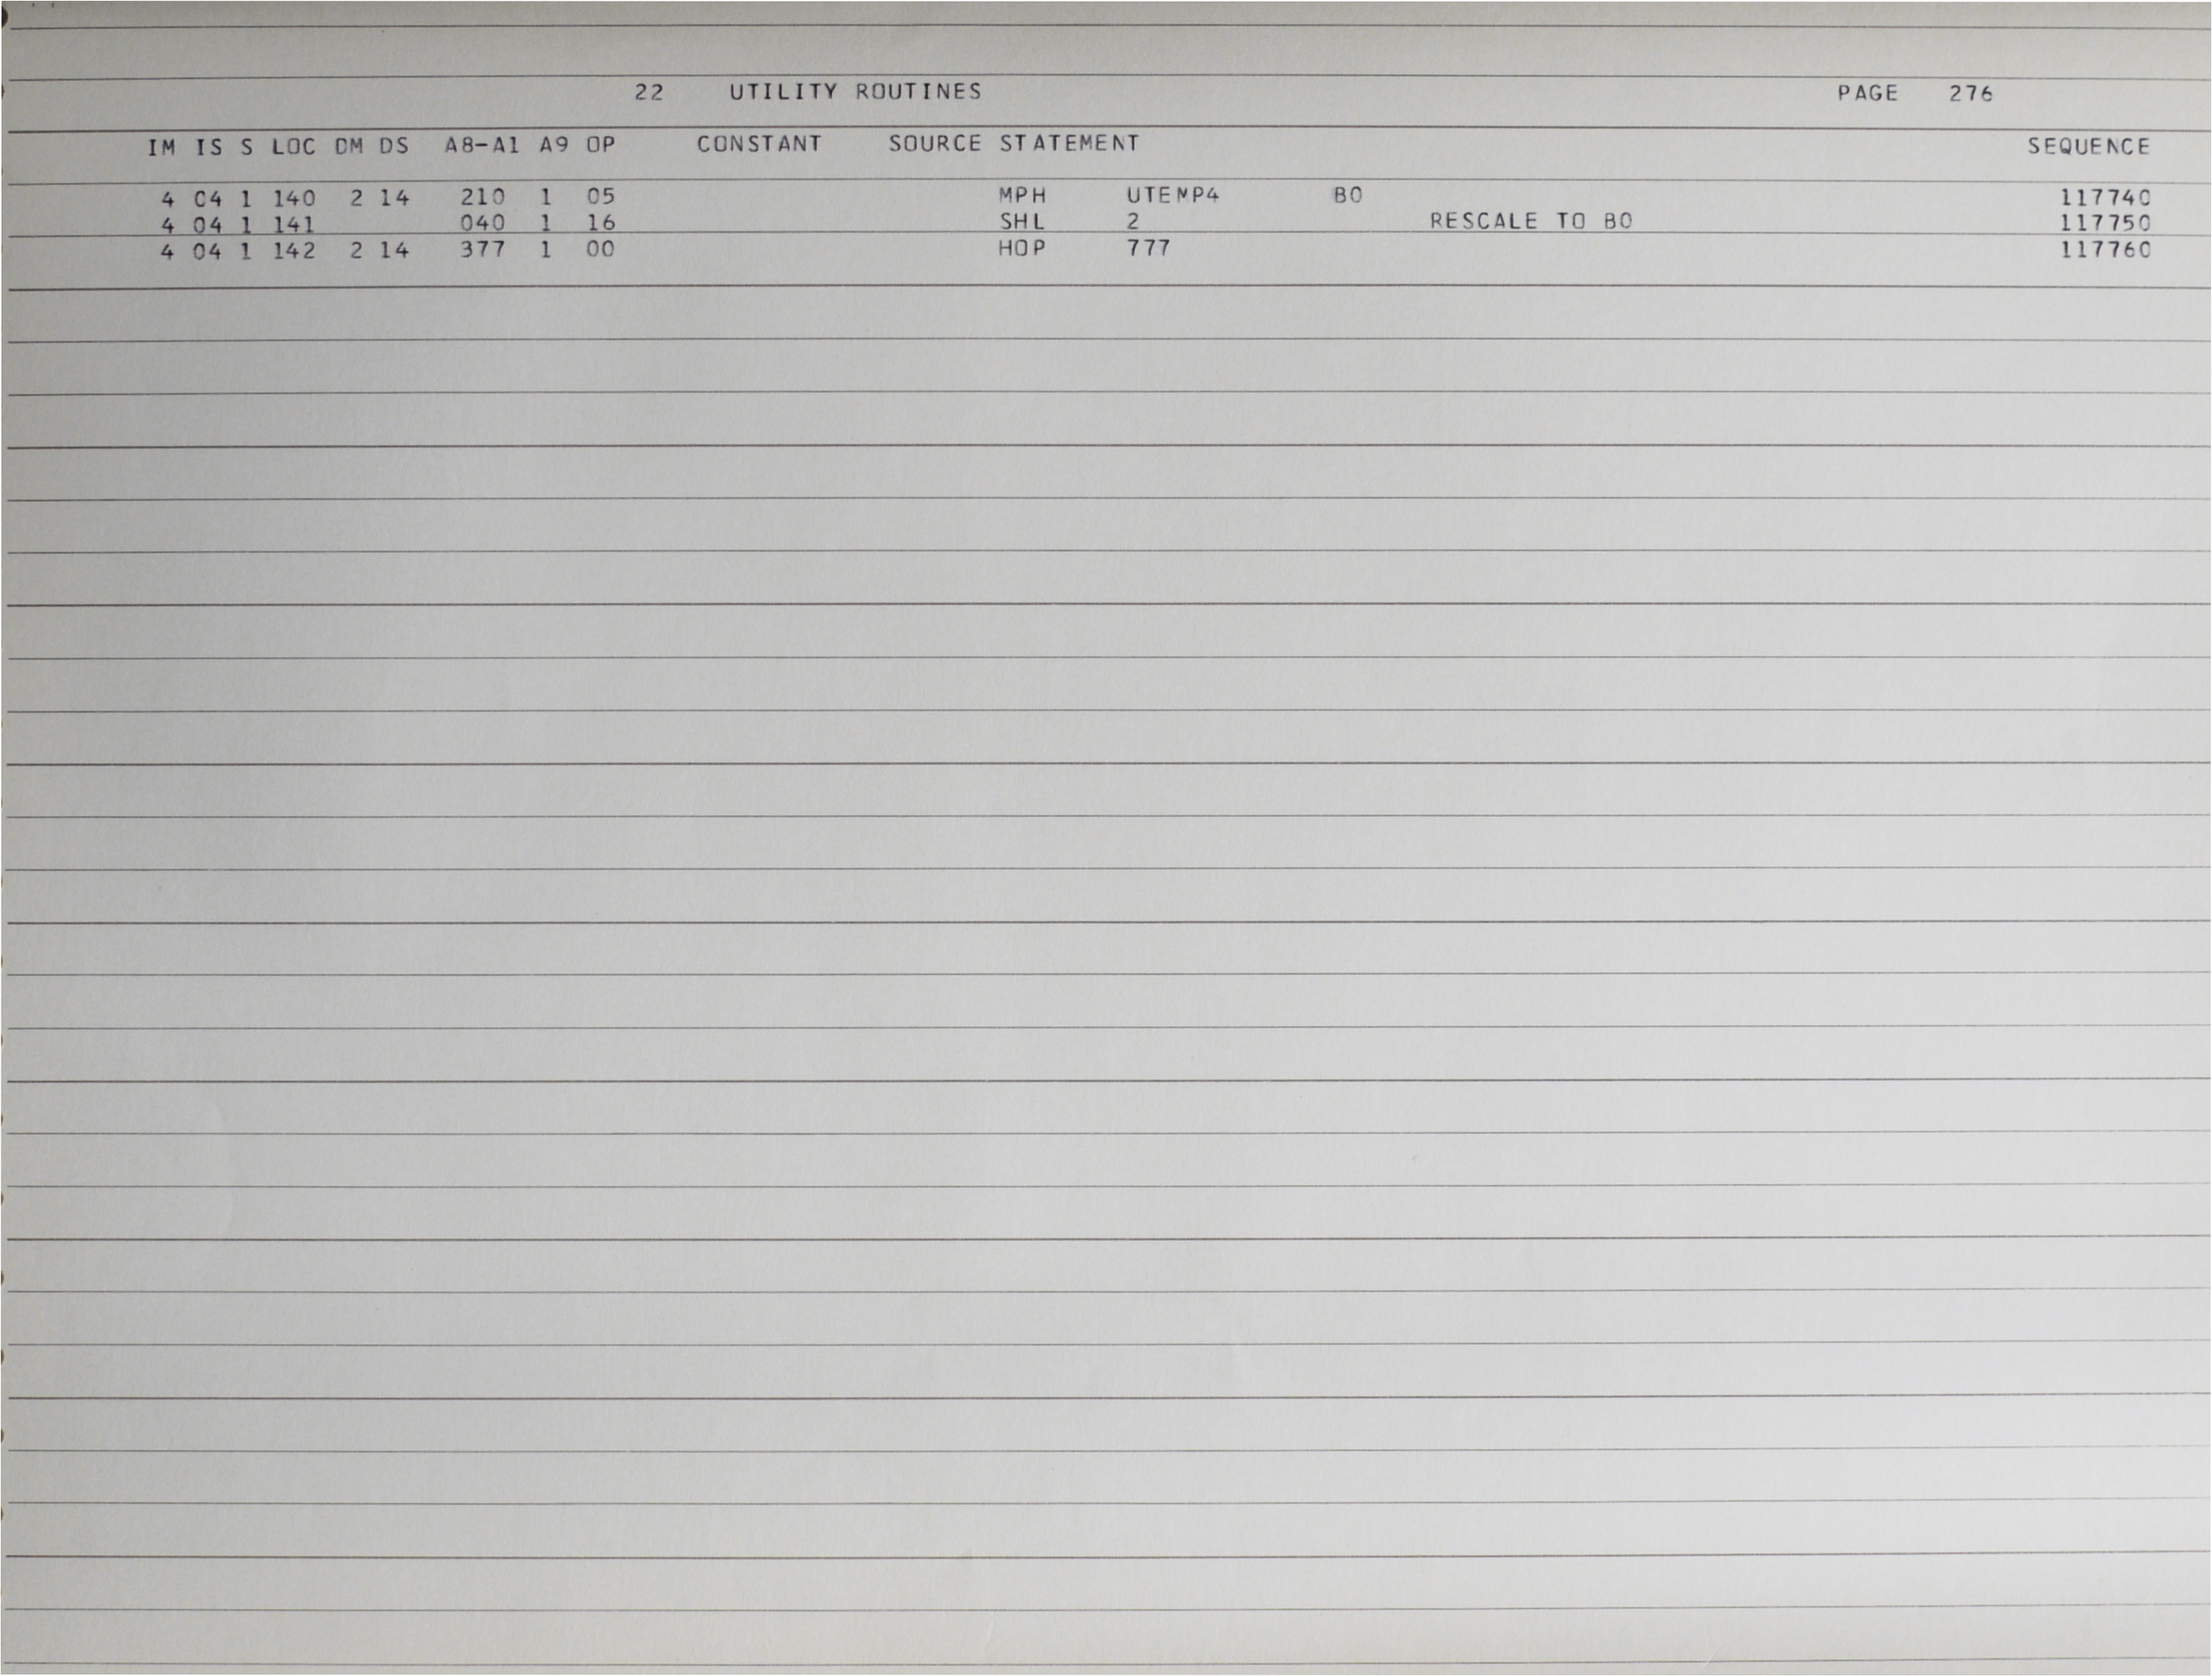 22 UTILITY ROUTINES PAGE 276
IM IS S LOC DM DS A8-A1 A9 OP CONSTANT SOURCE STATEMENT SEQUENCE
4 04 1 140 2 14 210 1 05 MPH UTEMP4 B0 117740
4 04 1 141 040 1 16 SHL 2 RESCALE TO B0 117750
4 04 1 142 2 14 377 1 00 HOP 777 117760